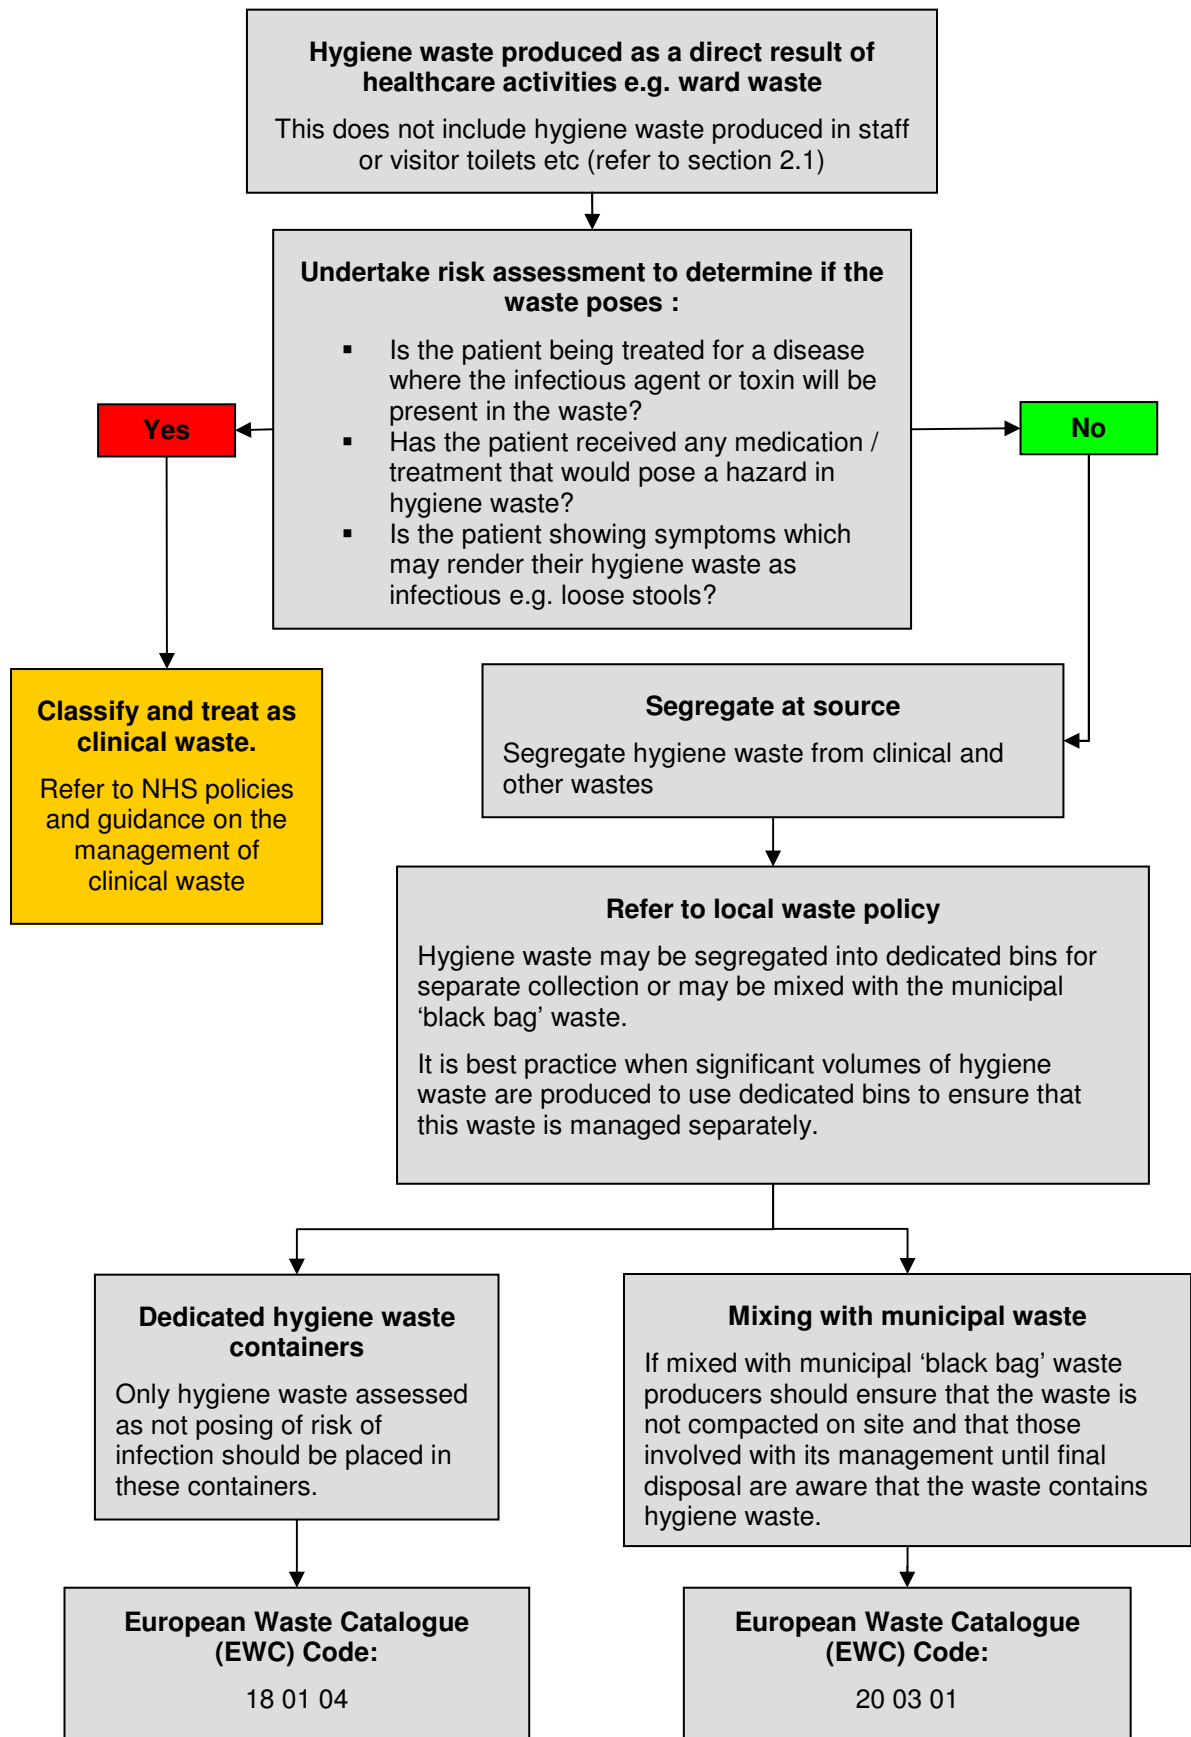 Hygiene waste produced as a direct result of
healthcare activities e.g. ward waste
This does not include hygiene waste produced in staff
or visitor toilets etc (refer to section 2.1)
Undertake risk assessment to determine if the
waste poses :
▪ Is the patient being treated for a disease
where the infectious agent or toxin will be
present in the waste?
▪ Has the patient received any medication /
treatment that would pose a hazard in
hygiene waste?
▪ Is the patient showing symptoms which
may render their hygiene waste as
infectious e.g. loose stools?
Yes
No
Classify and treat as
clinical waste.
Refer to NHS policies
and guidance on the
management of
clinical waste
Segregate at source
Segregate hygiene waste from clinical and
other wastes
Refer to local waste policy
Hygiene waste may be segregated into dedicated bins for
separate collection or may be mixed with the municipal
‘black bag’ waste.
It is best practice when significant volumes of hygiene
waste are produced to use dedicated bins to ensure that
this waste is managed separately.
Dedicated hygiene waste
containers
Only hygiene waste assessed
as not posing of risk of
infection should be placed in
these containers.
Mixing with municipal waste
If mixed with municipal ‘black bag’ waste
producers should ensure that the waste is
not compacted on site and that those
involved with its management until final
disposal are aware that the waste contains
hygiene waste.
European Waste Catalogue
(EWC) Code:
18 01 04
European Waste Catalogue
(EWC) Code:
20 03 01